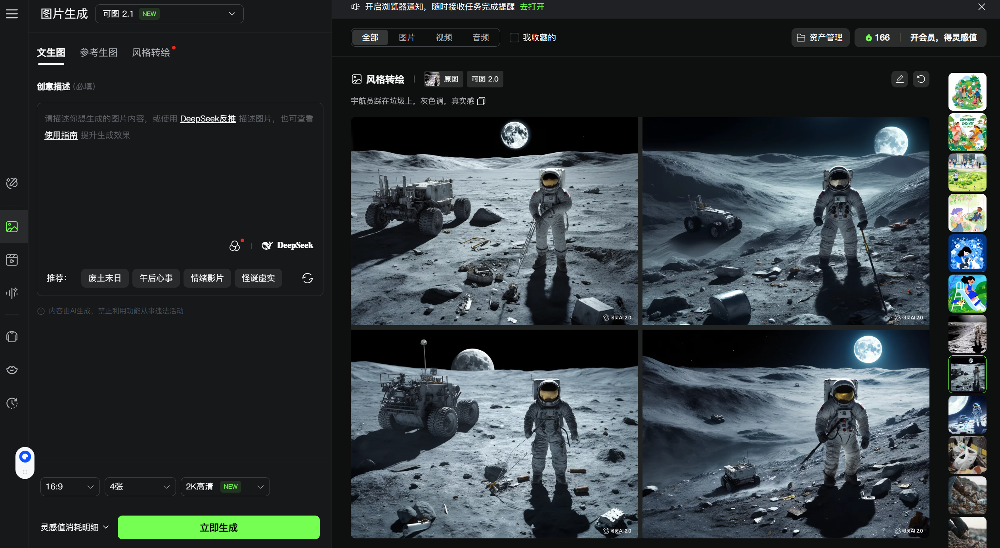 图片生成
可图 2.1 NEW
文生图 参考生图 风格转绘
创意描述 (必填)
请描述你想生成的图片内容，或使用 DeepSeek反推 描述图片，也可查看
使用指南 提升生成效果
DeepSeek
推荐： 废土末日 午后心事 情绪影片 怪诞虚实
内容由AI生成，禁止利用功能从事违法活动
16:9 4张 2K高清 NEW
灵感值消耗明细 立即生成
开启浏览器通知，随时接收任务完成提醒 去打开
全部 图片 视频 音频 我收藏的
资产管理 166 开会员，得灵感值
风格转绘 原图 可图 2.0
宇航员踩在垃圾上，灰色调，真实感
可灵AI 2.0
可灵AI 2.0
可灵AI 2.0
可灵AI 2.0
COMMRUNTY
CMOINTY